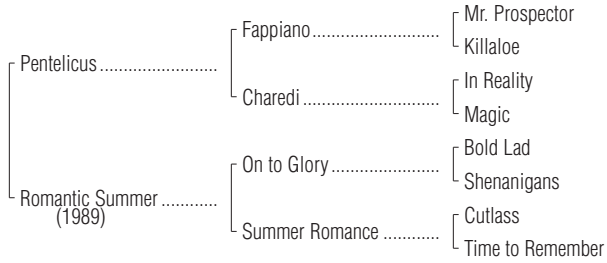 Mr. Prospector
Fappiano
Killaloe
Pentelicus
In Reality
Charedi
Magic
Bold Lad
On to Glory
Shenanigans
Romantic Summer
(1989)
Cutlass
Summer Romance
Time to Remember